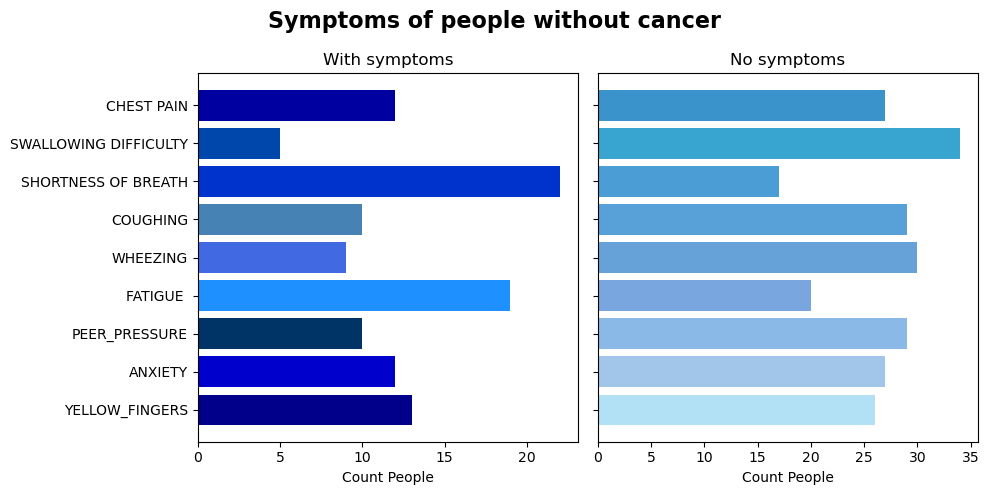 Symptoms of people without cancer
With symptoms
No symptoms
CHEST PAIN
SWALLOWING DIFFICULTY
SHORTNESS OF BREATH
COUGHING
WHEEZING
FATIGUE
PEER_PRESSURE
ANXIETY
YELLOW_FINGERS
0 5 10 15 20
0 5 10 15 20 25 30 35
Count People
Count People